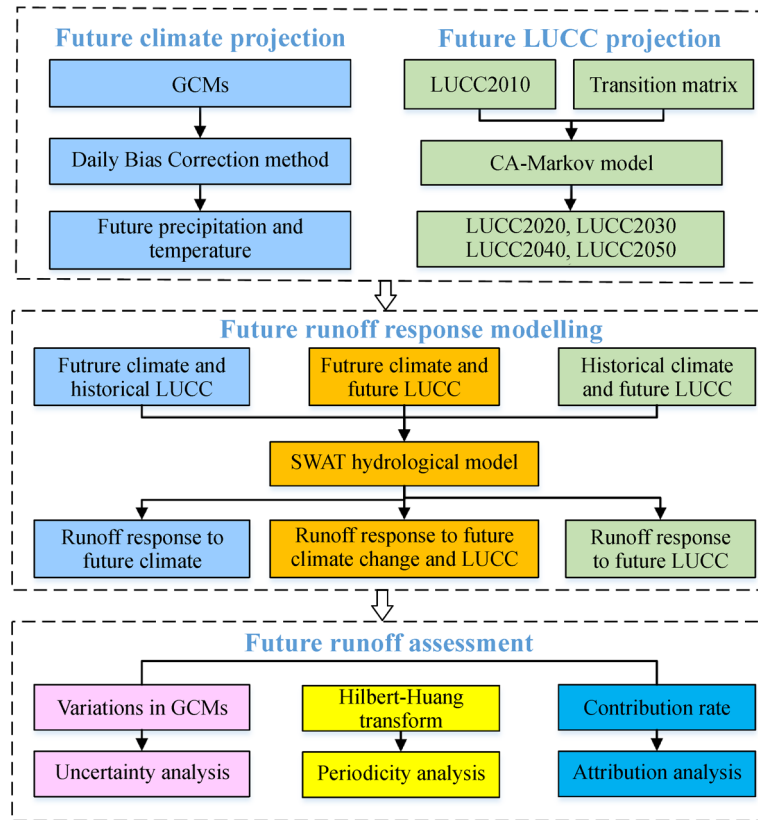 Future climate projection
GCMs
Daily Bias Correction method
Future precipitation and
temperature
Future LUCC projection
LUCC2010
Transition matrix
CA-Markov model
LUCC2020, LUCC2030
LUCC2040, LUCC2050
Future runoff response modelling
Futrure climate and
historical LUCC
Futrure climate and
future LUCC
Historical climate
and future LUCC
SWAT hydrological model
Runoff response to
future climate
Runoff response to future
climate change and LUCC
Runoff response
to future LUCC
Future runoff assessment
Variations in GCMs
Hilbert-Huang
transform
Contribution rate
Uncertainty analysis
Periodicity analysis
Attribution analysis